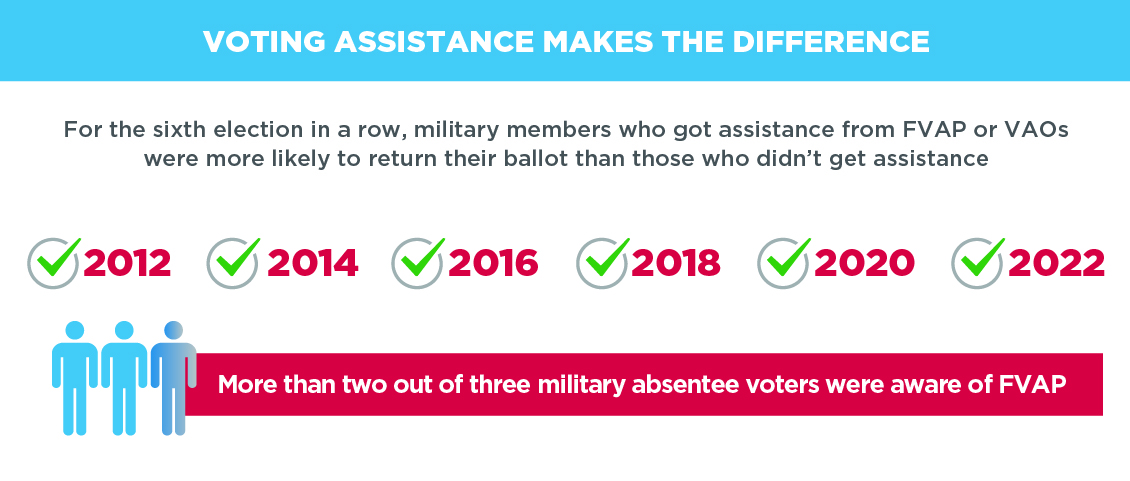 VOTING ASSISTANCE MAKES THE DIFFERENCE
For the sixth election in a row, military members who got assistance from FVAP or VAOs
were more likely to return their ballot than those who didn’t get assistance
2012 2014 2016 2018 2020 2022
More than two out of three military absentee voters were aware of FVAP